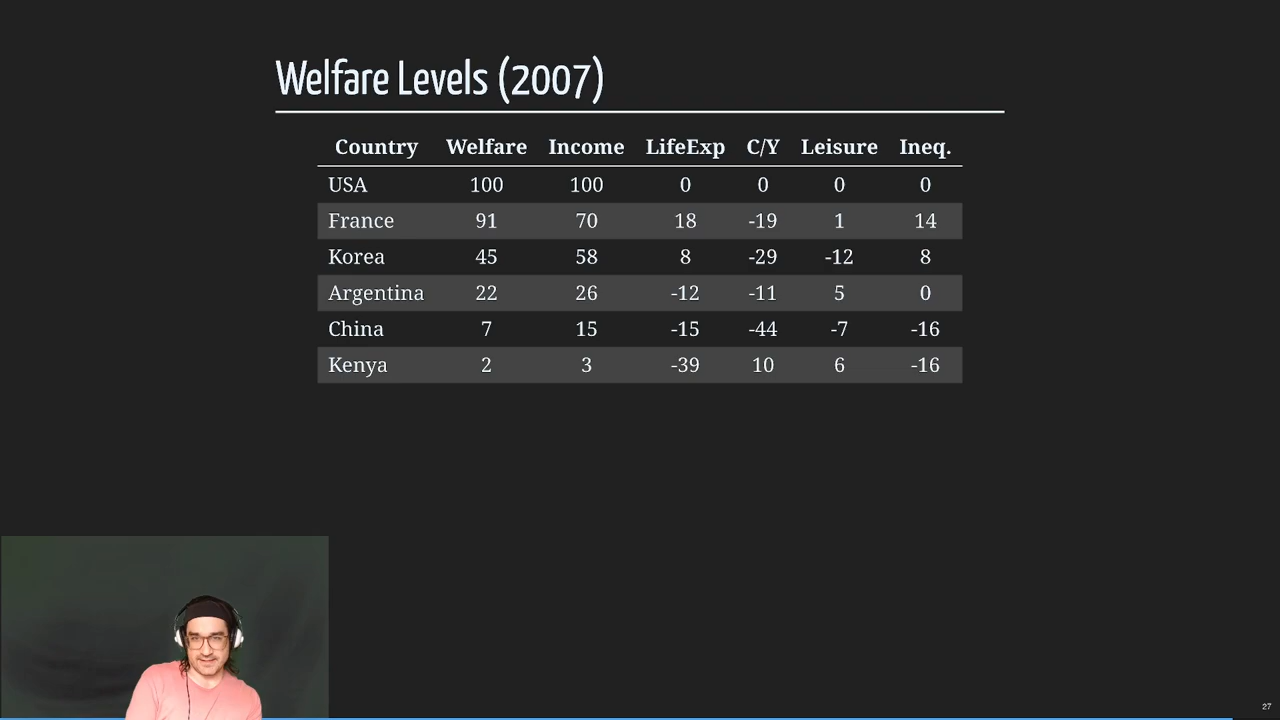 Welfare Levels (2007)
Country Welfare Income LifeExp C/Y Leisure Ineq.
USA 100 100 0 0 0 0
France 91 70 18 -19 1 14
Korea 45 58 8 -29 -12 8
Argentina 22 26 -12 -11 5 0
China 7 15 -15 -44 -7 -16
Kenya 2 3 -39 10 6 -16
27